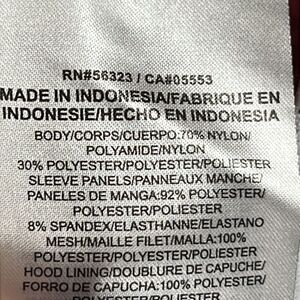 RN#56323 / CA#05553
MADE IN INDONESIA/FABRIQUE EN
INDONESIE/HECHO EN INDONESIA
BODY/CORPS/CUERPO:70% NYLON/
POLYAMIDE/NYLON
30% POLYESTER/POLYESTER/POLIESTER
SLEEVE PANELS/PANNEAUX MANCHE/
PANELES DE MANGA:92% POLYESTER/
POLYESTER/POLIESTER
8% SPANDEX/ELASTHANNE/ELASTANO
MESH/MAILLE FILET/MALLA:100%
POLYESTER/POLYESTER/POLIESTER
HOOD LINING/DOUBLURE DE CAPUCHE/
FORRO DE CAPUCHA:100% POLYESTER/